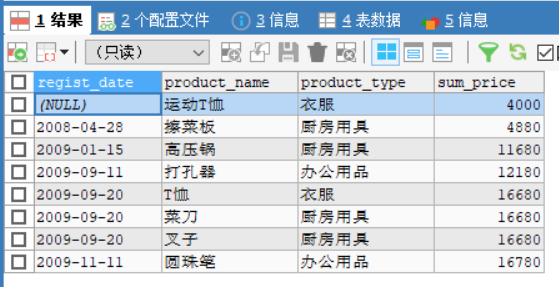 1 结果 2 个配置文件 3 信息 4 表数据 5 信息
(只读)
regist_date product_name product_type sum_price
(NULL) 运动T恤 衣服 4000
2008-04-28 擦菜板 厨房用具 4880
2009-01-15 高压锅 厨房用具 11680
2009-09-11 打孔器 办公用品 12180
2009-09-20 T恤 衣服 16680
2009-09-20 菜刀 厨房用具 16680
2009-09-20 叉子 厨房用具 16680
2009-11-11 圆珠笔 办公用品 16780